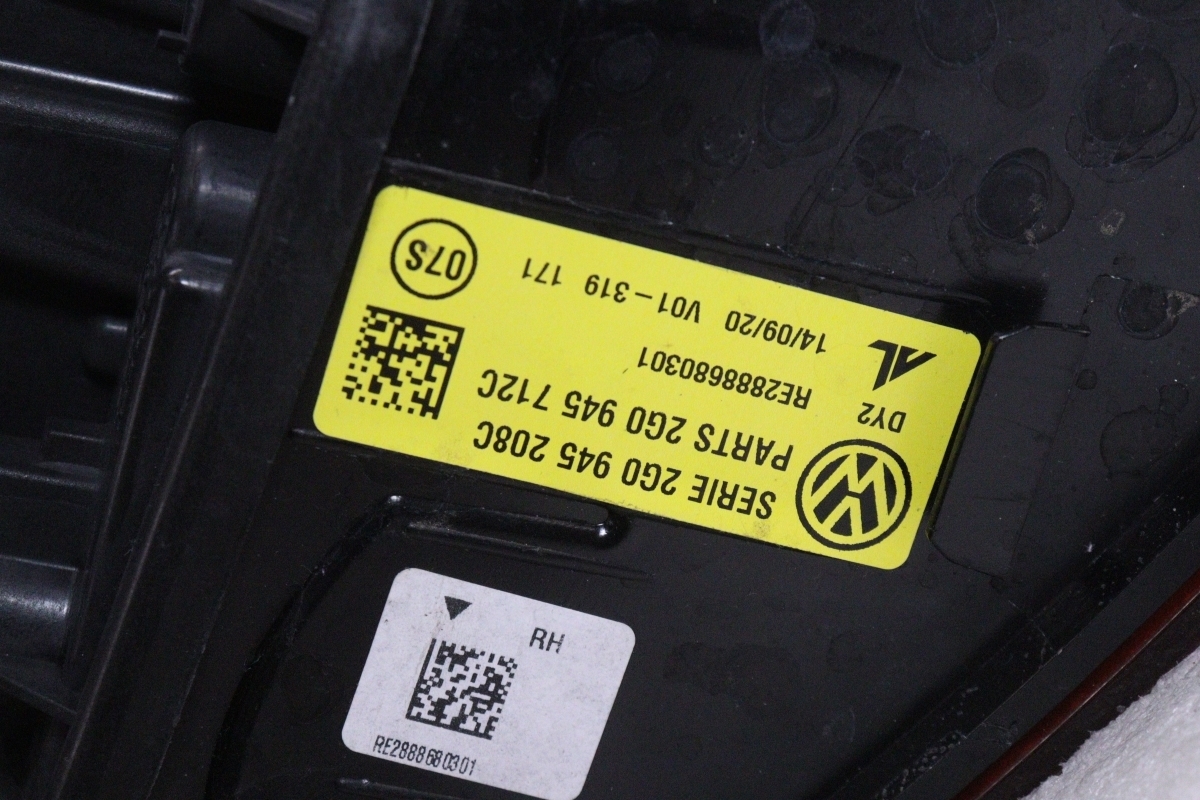 SERIE 2G0 945 208C
PARTS 2G0 945 712C
DY2 RE2888680301
AL 14/09/20 V01-319 171
07S
RH
RE2888680301